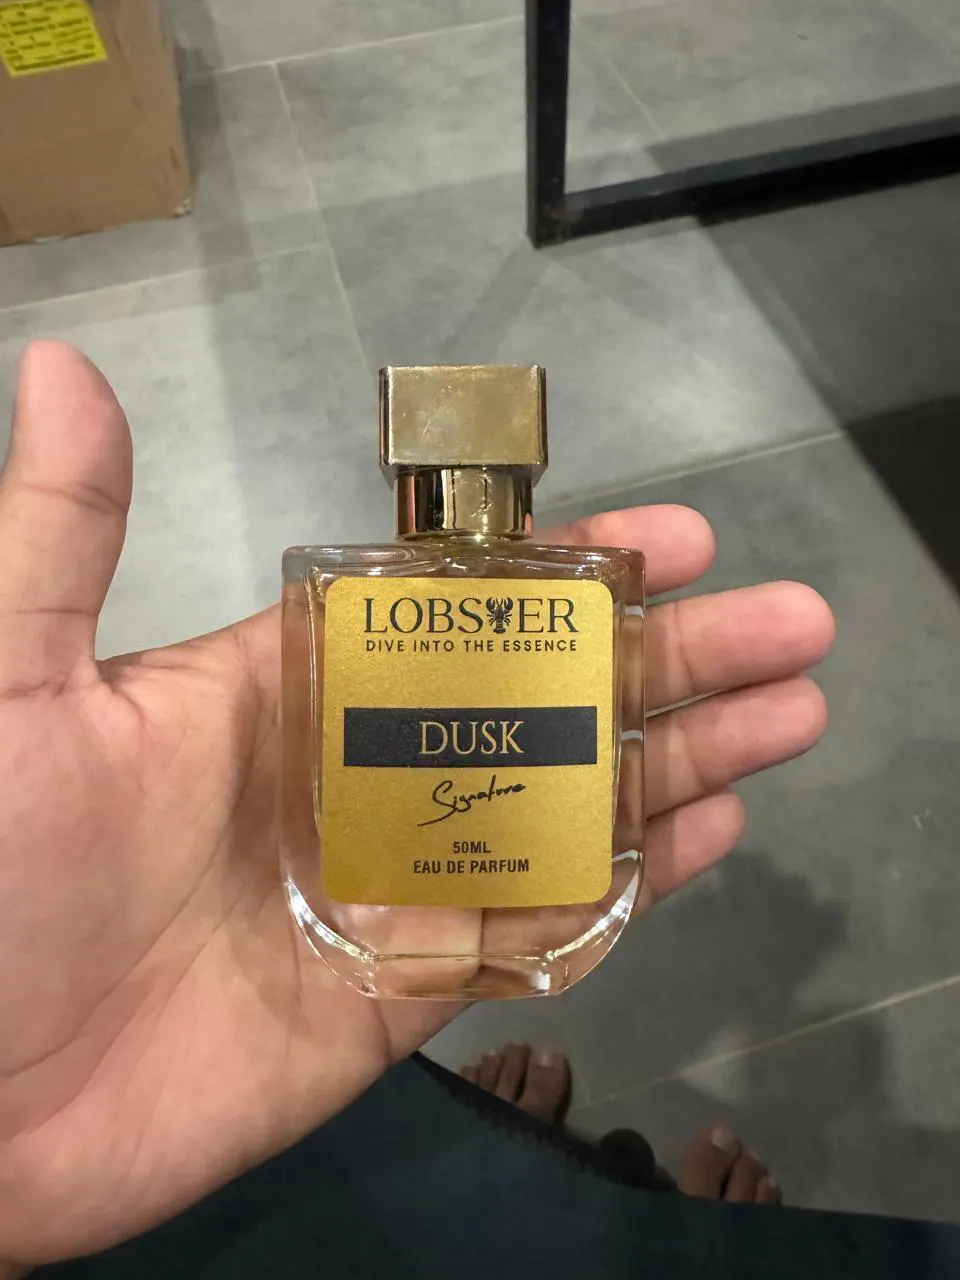 LOBSTER
DIVE INTO THE ESSENCE
DUSK
Signature
50ML
EAU DE PARFUM